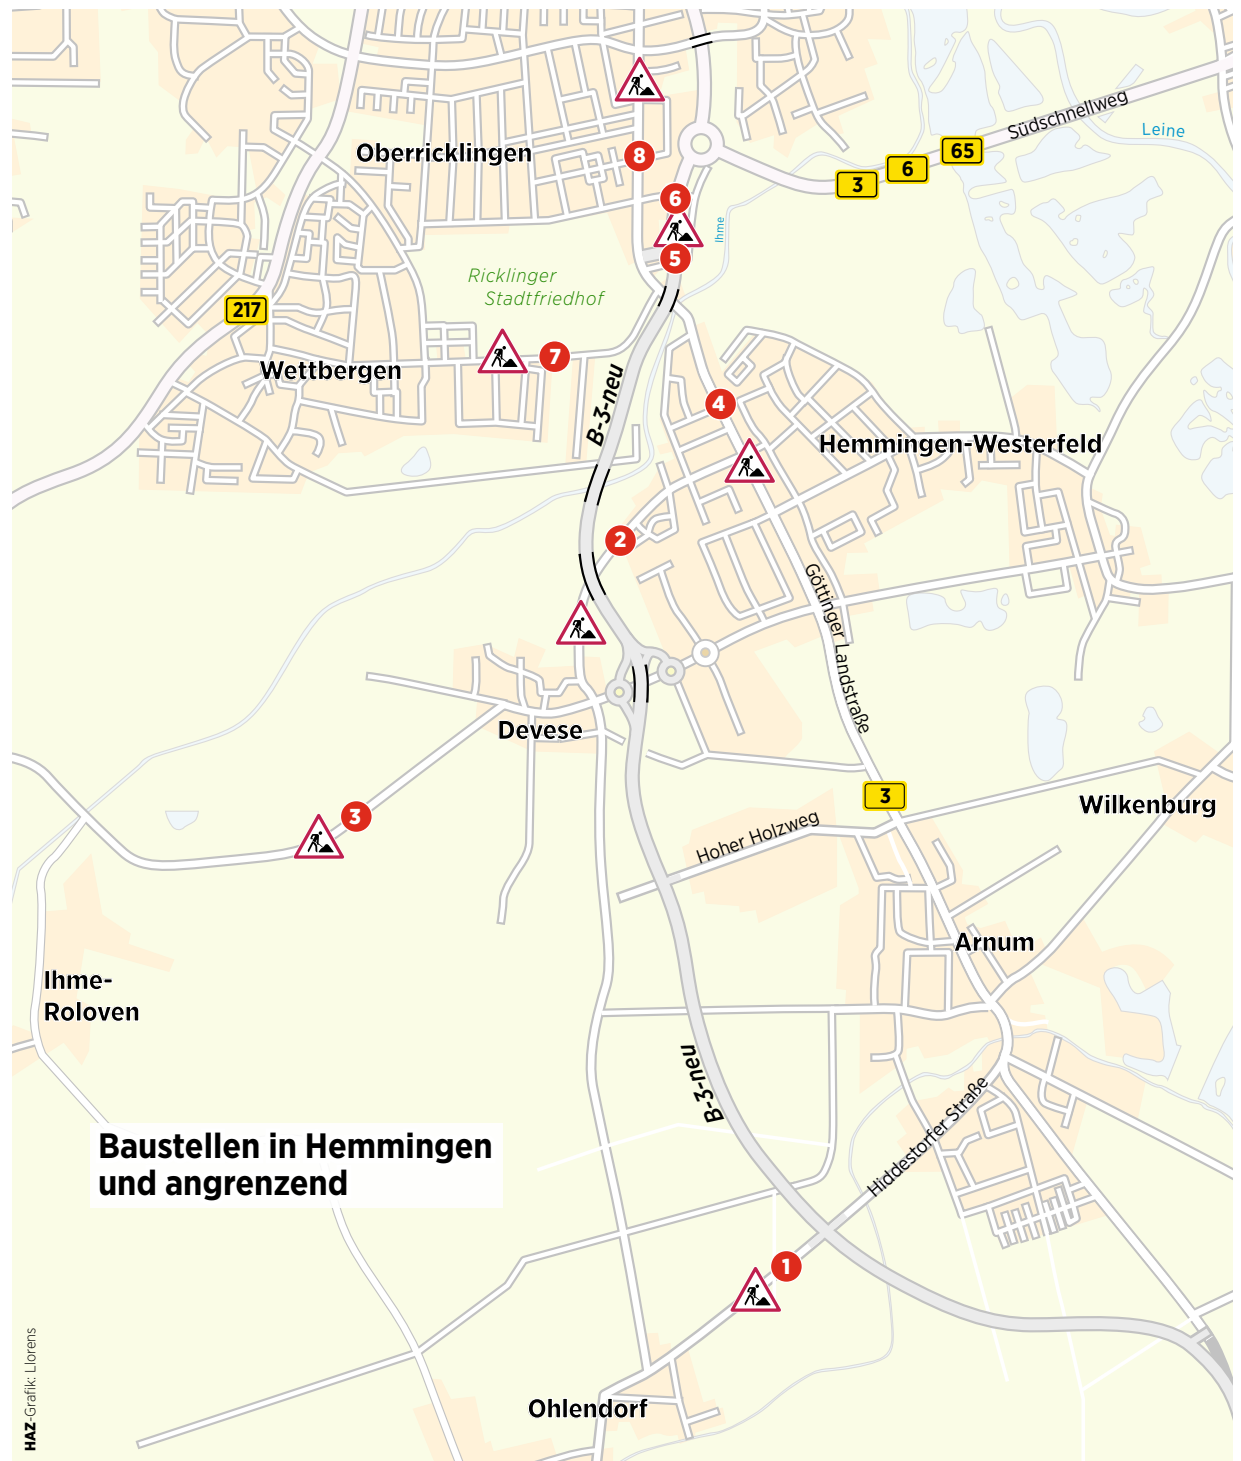 Südschnellweg
Leine
65
6
3
Oberricklingen
8
6
Ihme
5
Ricklinger
Stadtfriedhof
217
7
Wettbergen
B-3-neu
4
Hemmingen-Westerfeld
2
Göttinger Landstraße
Devese
3
Wilkenburg
3
Hoher Holzweg
Arnum
Ihme-
Roloven
B-3-neu
Hiddestorfer Straße
Baustellen in Hemmingen
und angrenzend
1
Ohlendorf
HAZ-Grafik: Llorens